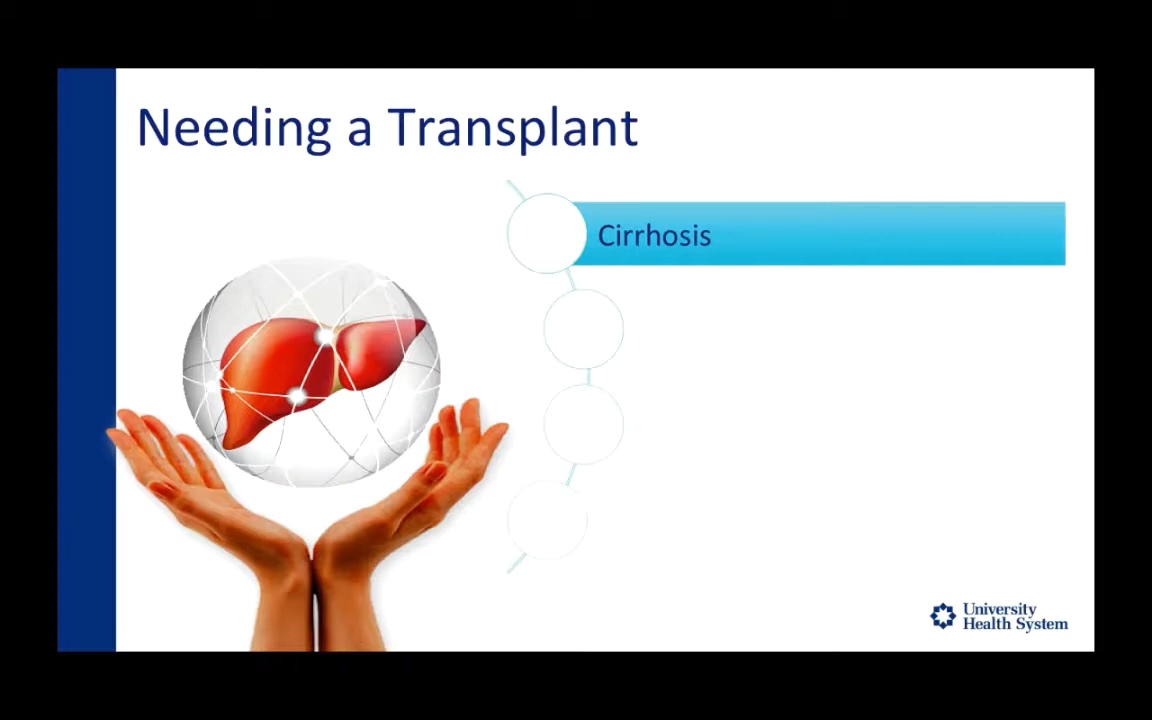 Needing a Transplant
Cirrhosis
University
Health System